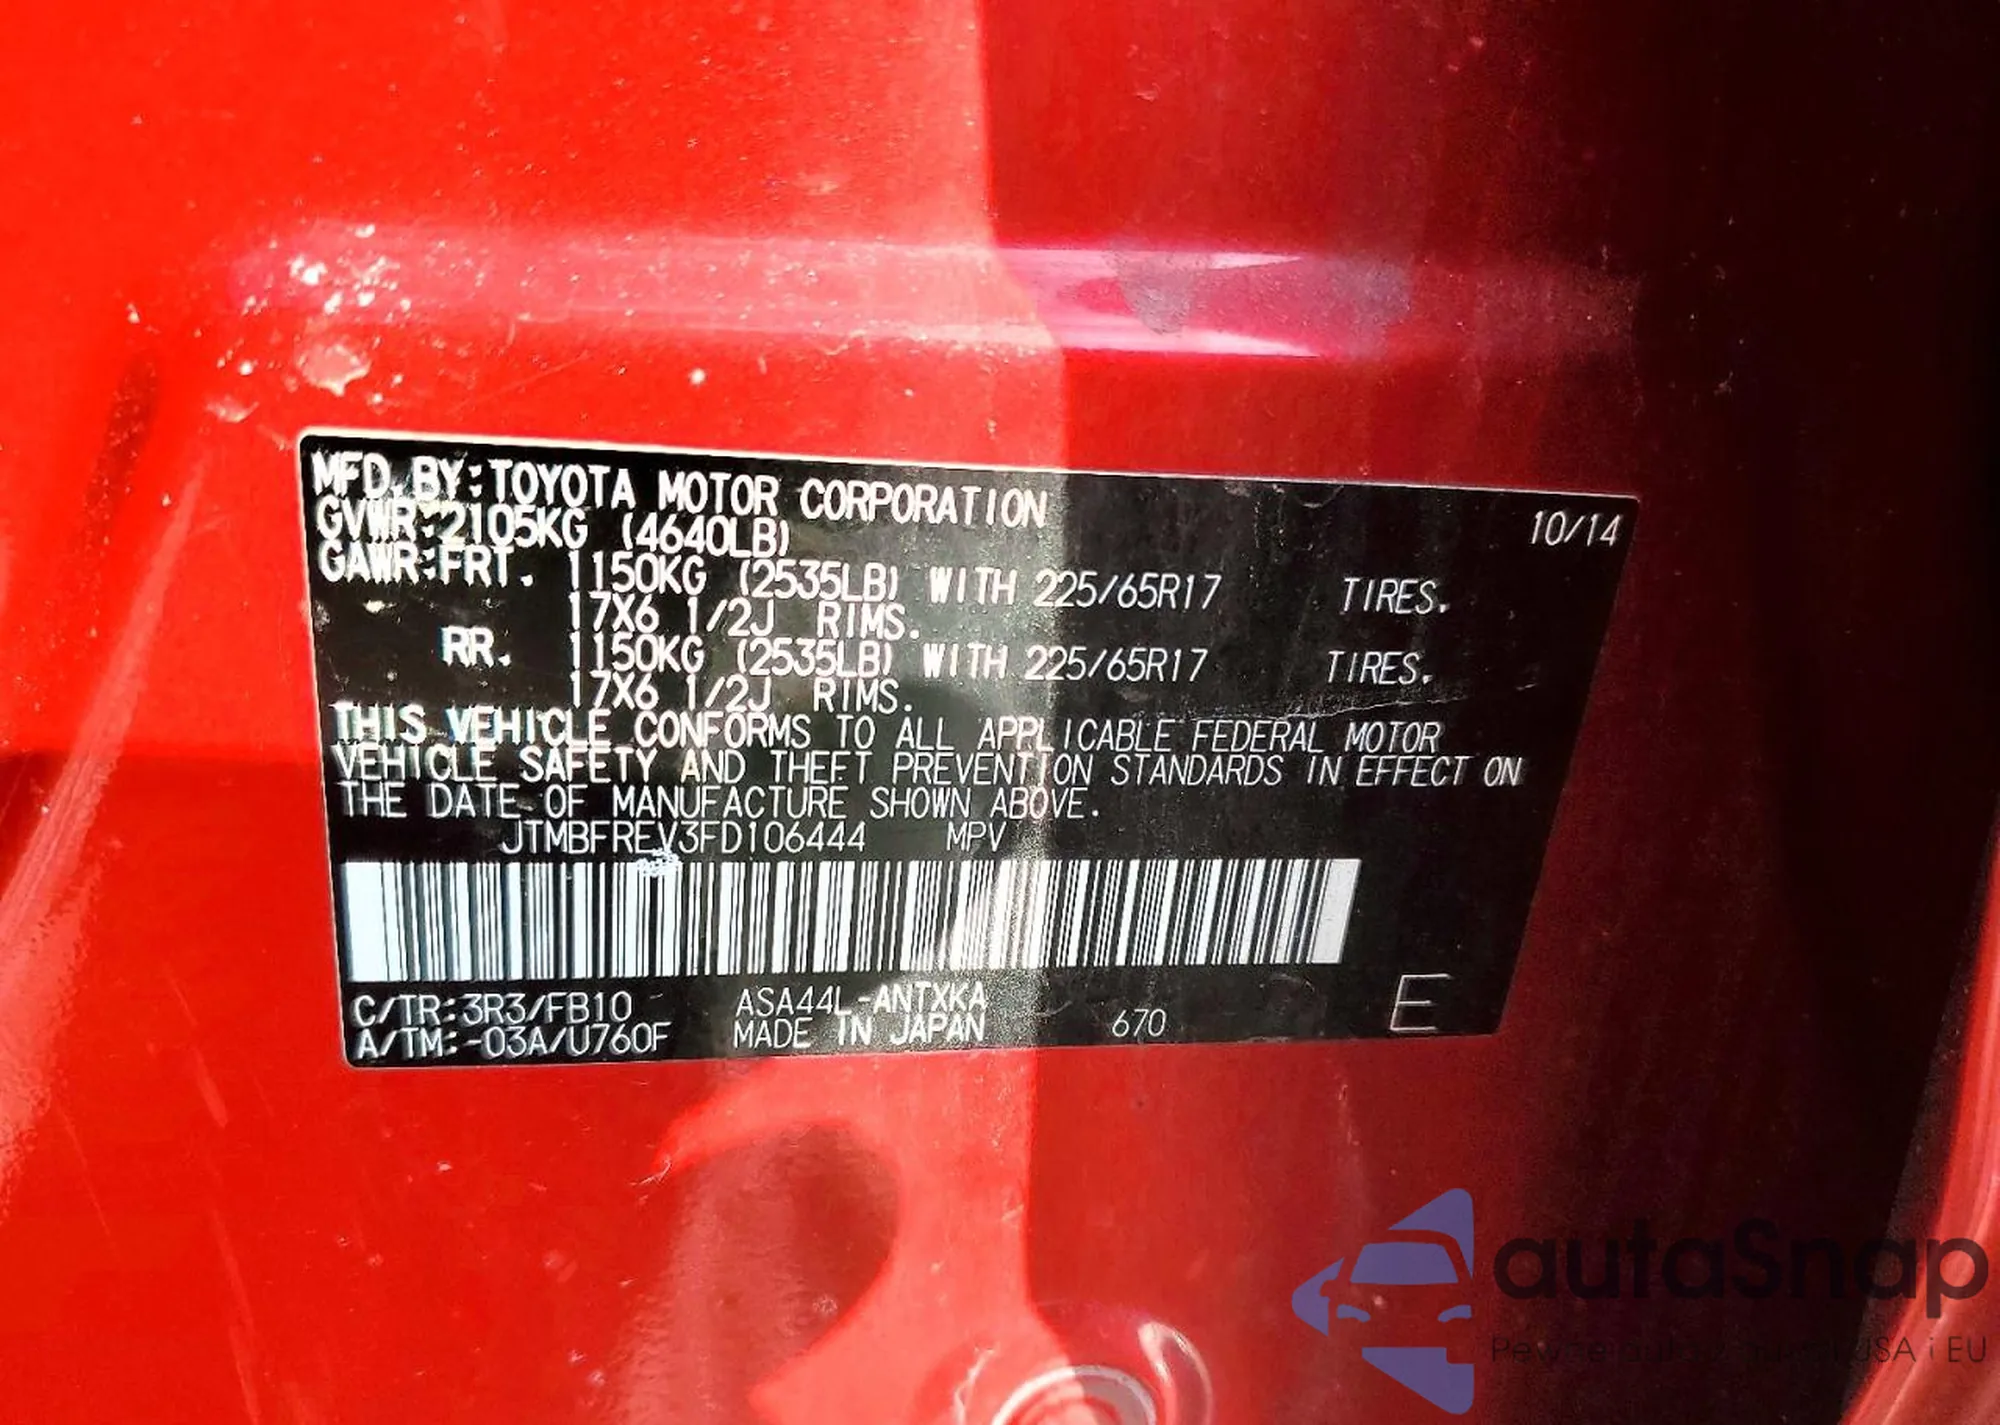 MFD. BY: TOYOTA MOTOR CORPORATION 10/14
GVWR: 2105KG (4640LB)
GAWR: FRT. 1150KG (2535LB) WITH 225/65R17 TIRES.
17X6 1/2J RIMS.
RR. 1150KG (2535LB) WITH 225/65R17 TIRES.
17X6 1/2J RIMS.
THIS VEHICLE CONFORMS TO ALL APPLICABLE FEDERAL MOTOR
VEHICLE SAFETY AND THEFT PREVENTION STANDARDS IN EFFECT ON
THE DATE OF MANUFACTURE SHOWN ABOVE.
JTMBFREV3FD106444 MPV
C/TR: 3R3/FB10 ASA44L-ANTXKA
A/TM: -03A/U760F MADE IN JAPAN 670 E
autaSnap
USA i EU